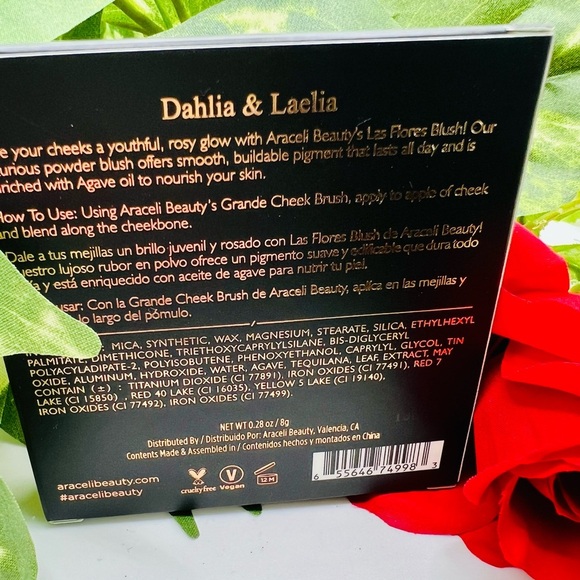 Dahlia & Laelia
e your cheeks a youthful, rosy glow with Araceli Beauty's Las Flores Blush! Our
urious powder blush offers smooth, buildable pigment that lasts all day and is
nriched with Agave oil to nourish your skin.
How To Use: Using Araceli Beauty's Grande Cheek Brush, apply to apple of cheek
and blend along the cheekbone.
Dale a tus mejillas un brillo juvenil y rosado con Las Flores Blush de Araceli Beauty!
uestro lujoso rubor en polvo ofrece un pigmento suave y edificable que dura todo
ía y está enriquecido con aceite de agave para nutrir tu piel.
usar: Con la Grande Cheek Brush de Araceli Beauty, aplica en las mejillas y
lo largo del pómulo.
MICA, SYNTHETIC, WAX, MAGNESIUM, STEARATE, SILICA, ETHYLHEXYL
PALMITATE, DIMETHICONE, TRIETHOXYCAPRYLYLSILANE, BIS-DIGLYCERYL
POLYACYLADIPATE-2, POLYISOBUTENE, PHENOXYETHANOL, CAPRYLYL, GLYCOL, TIN
OXIDE, ALUMINUM, HYDROXIDE, WATER, AGAVE, TEQUILANA, LEAF, EXTRACT, MAY
CONTAIN (±) : TITANIUM DIOXIDE (CI 77891), IRON OXIDES (CI 77491), RED 7
LAKE (CI 15850) , RED 40 LAKE (CI 16035), YELLOW 5 LAKE (CI 19140),
IRON OXIDES (CI 77492), IRON OXIDES (CI 77499).
NET WT 0.28 oz / 8g
Distributed By / Distribuido Por: Araceli Beauty, Valencia, CA
Contents Made & Assembled in / Contenidos hechos y montados en China
aracelibeauty.com
#aracelibeauty
crueltyfree
V
Vegan
12 M
6 55646 74998 3